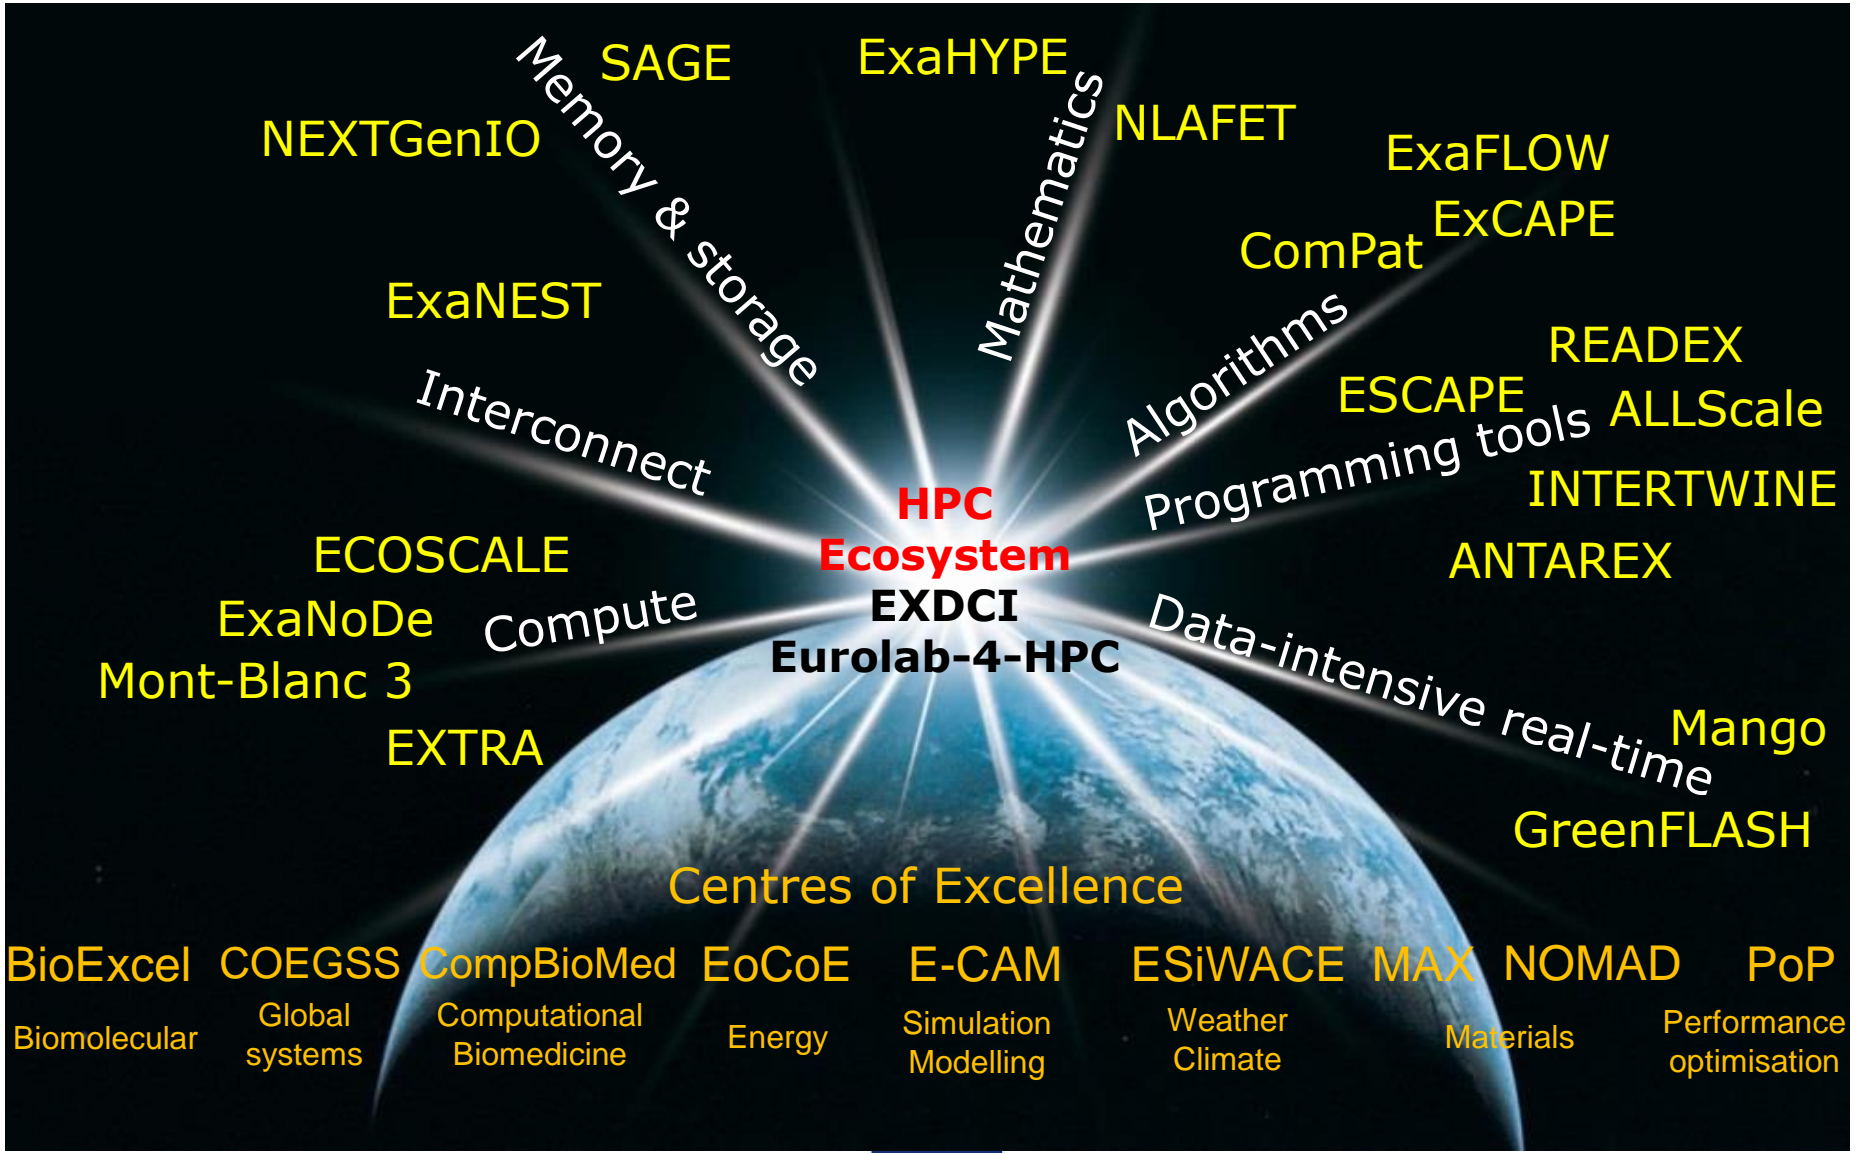 SAGE
ExaHYPE
Memory & storage
Mathematics
NEXTGenIO
NLAFET
ExaFLOW
ExCAPE
ComPat
ExaNEST
Algorithms
READEX
ESCAPE
ALLScale
Interconnect
Programming tools
INTERTWINE
HPC
Ecosystem
EXDCI
Eurolab-4-HPC
ECOSCALE
ANTAREX
ExaNoDe
Compute
Data-intensive real-time
Mont-Blanc 3
Mango
EXTRA
GreenFLASH
Centres of Excellence
BioExcel COEGSS CompBioMed EoCoE E-CAM ESiWACE MAX NOMAD PoP
Biomolecular
Global
systems
Computational
Biomedicine
Energy
Simulation
Modelling
Weather
Climate
Materials
Performance
optimisation